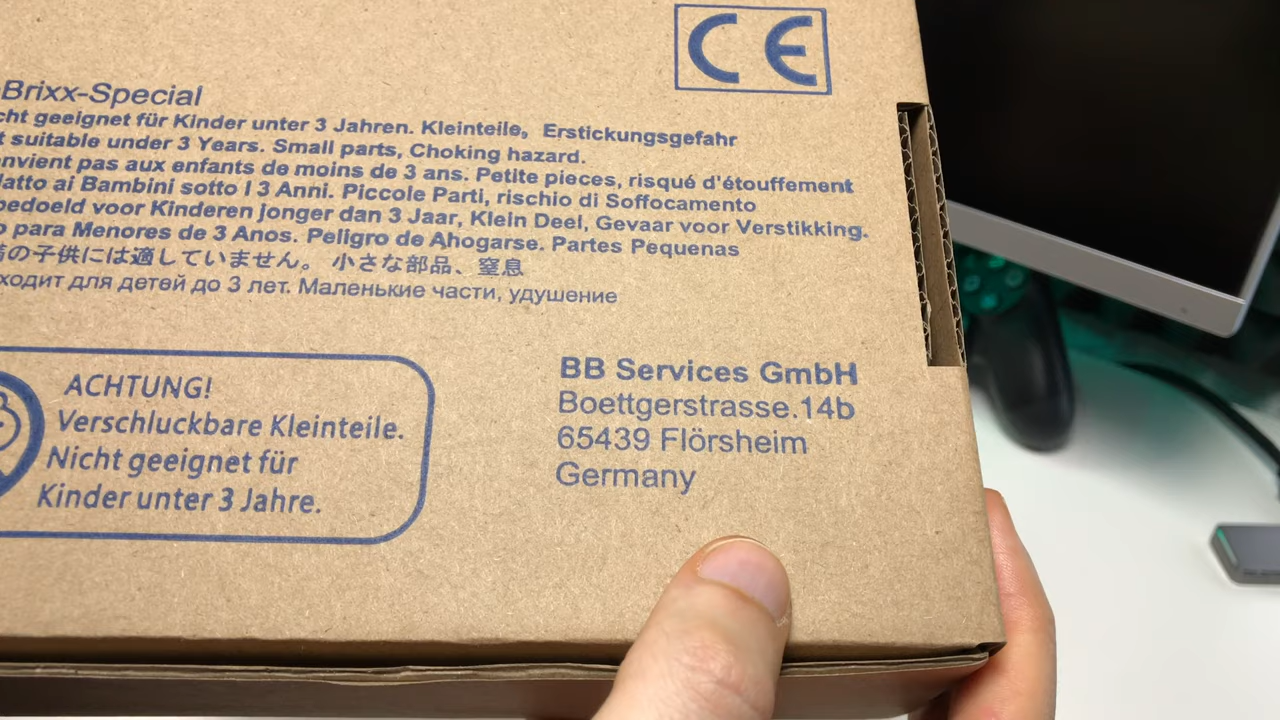 CE
Brixx-Special
geeignet für Kinder unter 3 Jahren. Kleinteile, Erstickungsgefahr
suitable under 3 Years. Small parts, Choking hazard.
pas aux enfants de moins de 3 ans. Petite pieces, risqué d'étouffement
ai Bambini sotto I 3 Anni. Piccole Parti, rischio di Soffocamento
bedoeld voor Kinderen jonger dan 3 Jaar, Klein Deel, Gevaar voor Verstikking.
para Menores de 3 Anos. Peligro de Ahogarse. Partes Pequenas
の子供には適していません。 小さな部品、窒息
для детей до 3 лет. Маленькие части, удушение
ACHTUNG!
Verschluckbare Kleinteile.
Nicht geeignet für
Kinder unter 3 Jahre.
BB Services GmbH
Boettgerstrasse.14b
65439 Flörsheim
Germany